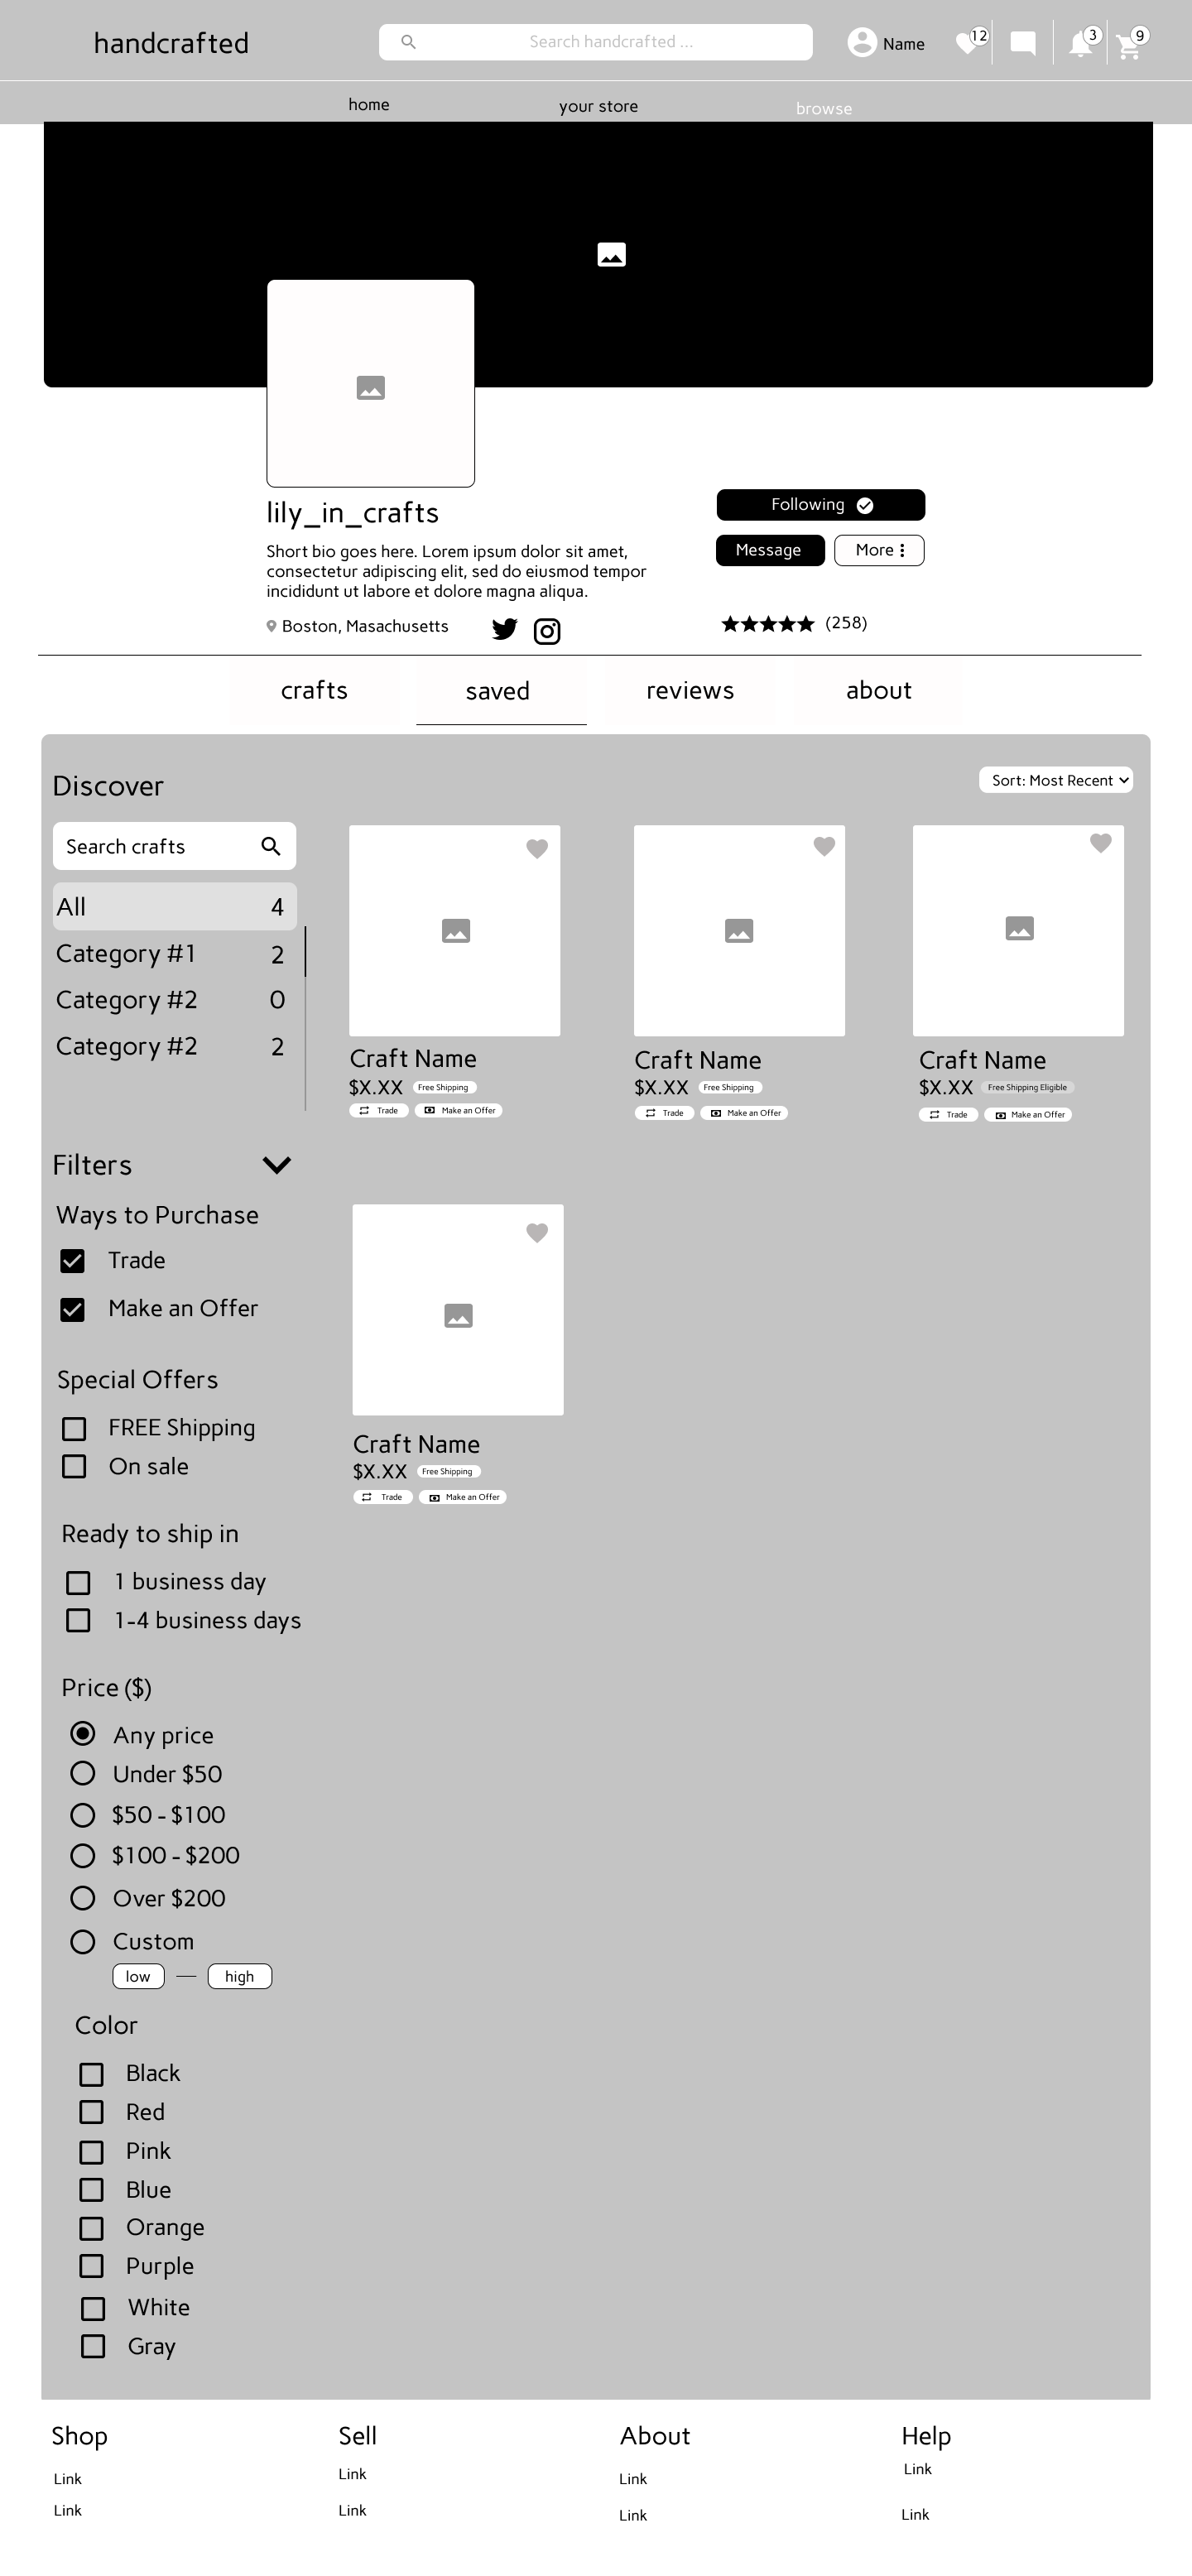 handcrafted
Search handcrafted ...
Name
12
3
9
home
your store
browse
lily_in_crafts
Short bio goes here. Lorem ipsum dolor sit amet,
consectetur adipiscing elit, sed do eiusmod tempor
incididunt ut labore et dolore magna aliqua.
Boston, Masachusetts
Following
Message
More
(258)
crafts
saved
reviews
about
Discover
Sort: Most Recent
Search crafts
All 4
Category #1 2
Category #2 0
Category #2 2
Craft Name
$X.XX Free Shipping
Trade Make an Offer
Craft Name
$X.XX Free Shipping
Trade Make an Offer
Craft Name
$X.XX Free Shipping Eligible
Trade Make an Offer
Craft Name
$X.XX Free Shipping
Trade Make an Offer
Filters
Ways to Purchase
Trade
Make an Offer
Special Offers
FREE Shipping
On sale
Ready to ship in
1 business day
1-4 business days
Price ($)
Any price
Under $50
$50 - $100
$100 - $200
Over $200
Custom
low
high
Color
Black
Red
Pink
Blue
Orange
Purple
White
Gray
Shop
Link
Link
Sell
Link
Link
About
Link
Link
Help
Link
Link